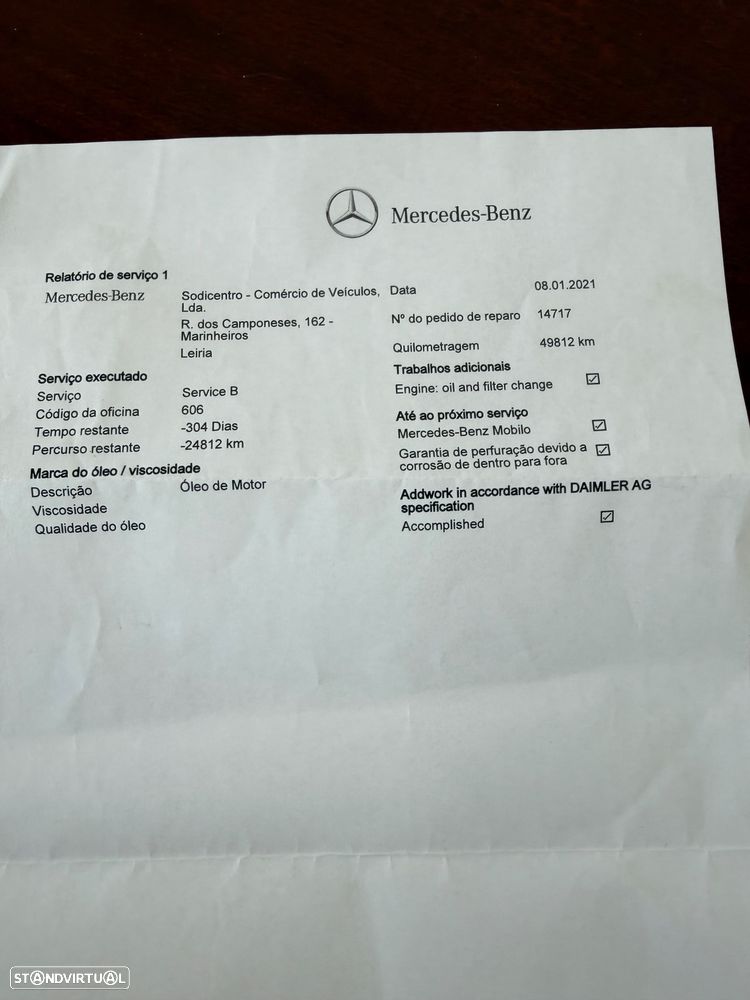 Mercedes-Benz
Relatório de serviço 1
Mercedes-Benz
Sodicentro - Comércio de Veículos,
Lda.
R. dos Camponeses, 162 -
Marinheiros
Leiria
Data 08.01.2021
Nº do pedido de reparo 14717
Quilometragem 49812 km
Serviço executado
Serviço Service B
Código da oficina 606
Tempo restante -304 Dias
Percurso restante -24812 km
Marca do óleo / viscosidade
Descrição Óleo de Motor
Viscosidade
Qualidade do óleo
Trabalhos adicionais
Engine: oil and filter change ☑
Até ao próximo serviço
Mercedes-Benz Mobilo ☑
Garantia de perfuração devido a ☑
corrosão de dentro para fora
Addwork in accordance with DAIMLER AG
specification
Accomplished ☑
STANDVIRTUAL